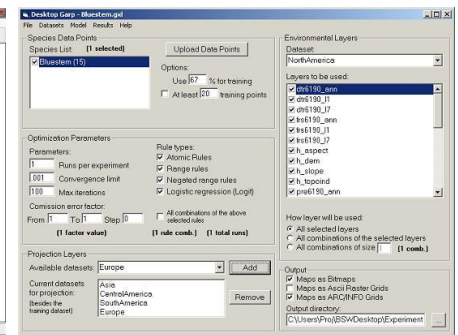 Desktop Garp - Bluestem.gxl
File Datasets Model Results Help
Species Data Points
Species List: (1 selected)
Bluestem (15)
Upload Data Points
Options:
Use 67 % for training
At least 20 training points
Optimization Parameters
Parameters:
1 Runs per experiment
.001 Convergence limit
100 Max iterations
Rule types:
Atomic Rules
Range rules
Negated range rules
Logistic regression (Logit)
Comission error factor:
From 1 To 1 Step 0
(1 factor value)
All combinations of the above
selected rules
(1 rule comb.) (1 total runs)
Projection Layers
Available datasets: Europe
Add
Current datasets
for projection:
(besides the
training dataset)
Asia
CentralAmerica
SouthAmerica
Europe
Remove
Environmental Layers
Dataset:
NorthAmerica
Layers to be used:
dtr6190_ann
dtr6190_l1
dtr6190_l7
frs6190_ann
frs6190_l1
frs6190_l7
h_aspect
h_dem
h_slope
h_topoind
pre6190_ann
How layer will be used:
All selected layers
All combinations of the selected layers
All combinations of size 1 (1 comb.)
Output
Maps as Bitmaps
Maps as Ascii Raster Grids
Maps as ARC/INFO Grids
Output directory:
C:\Users\Proj\BSWDesktop\Experiment
...